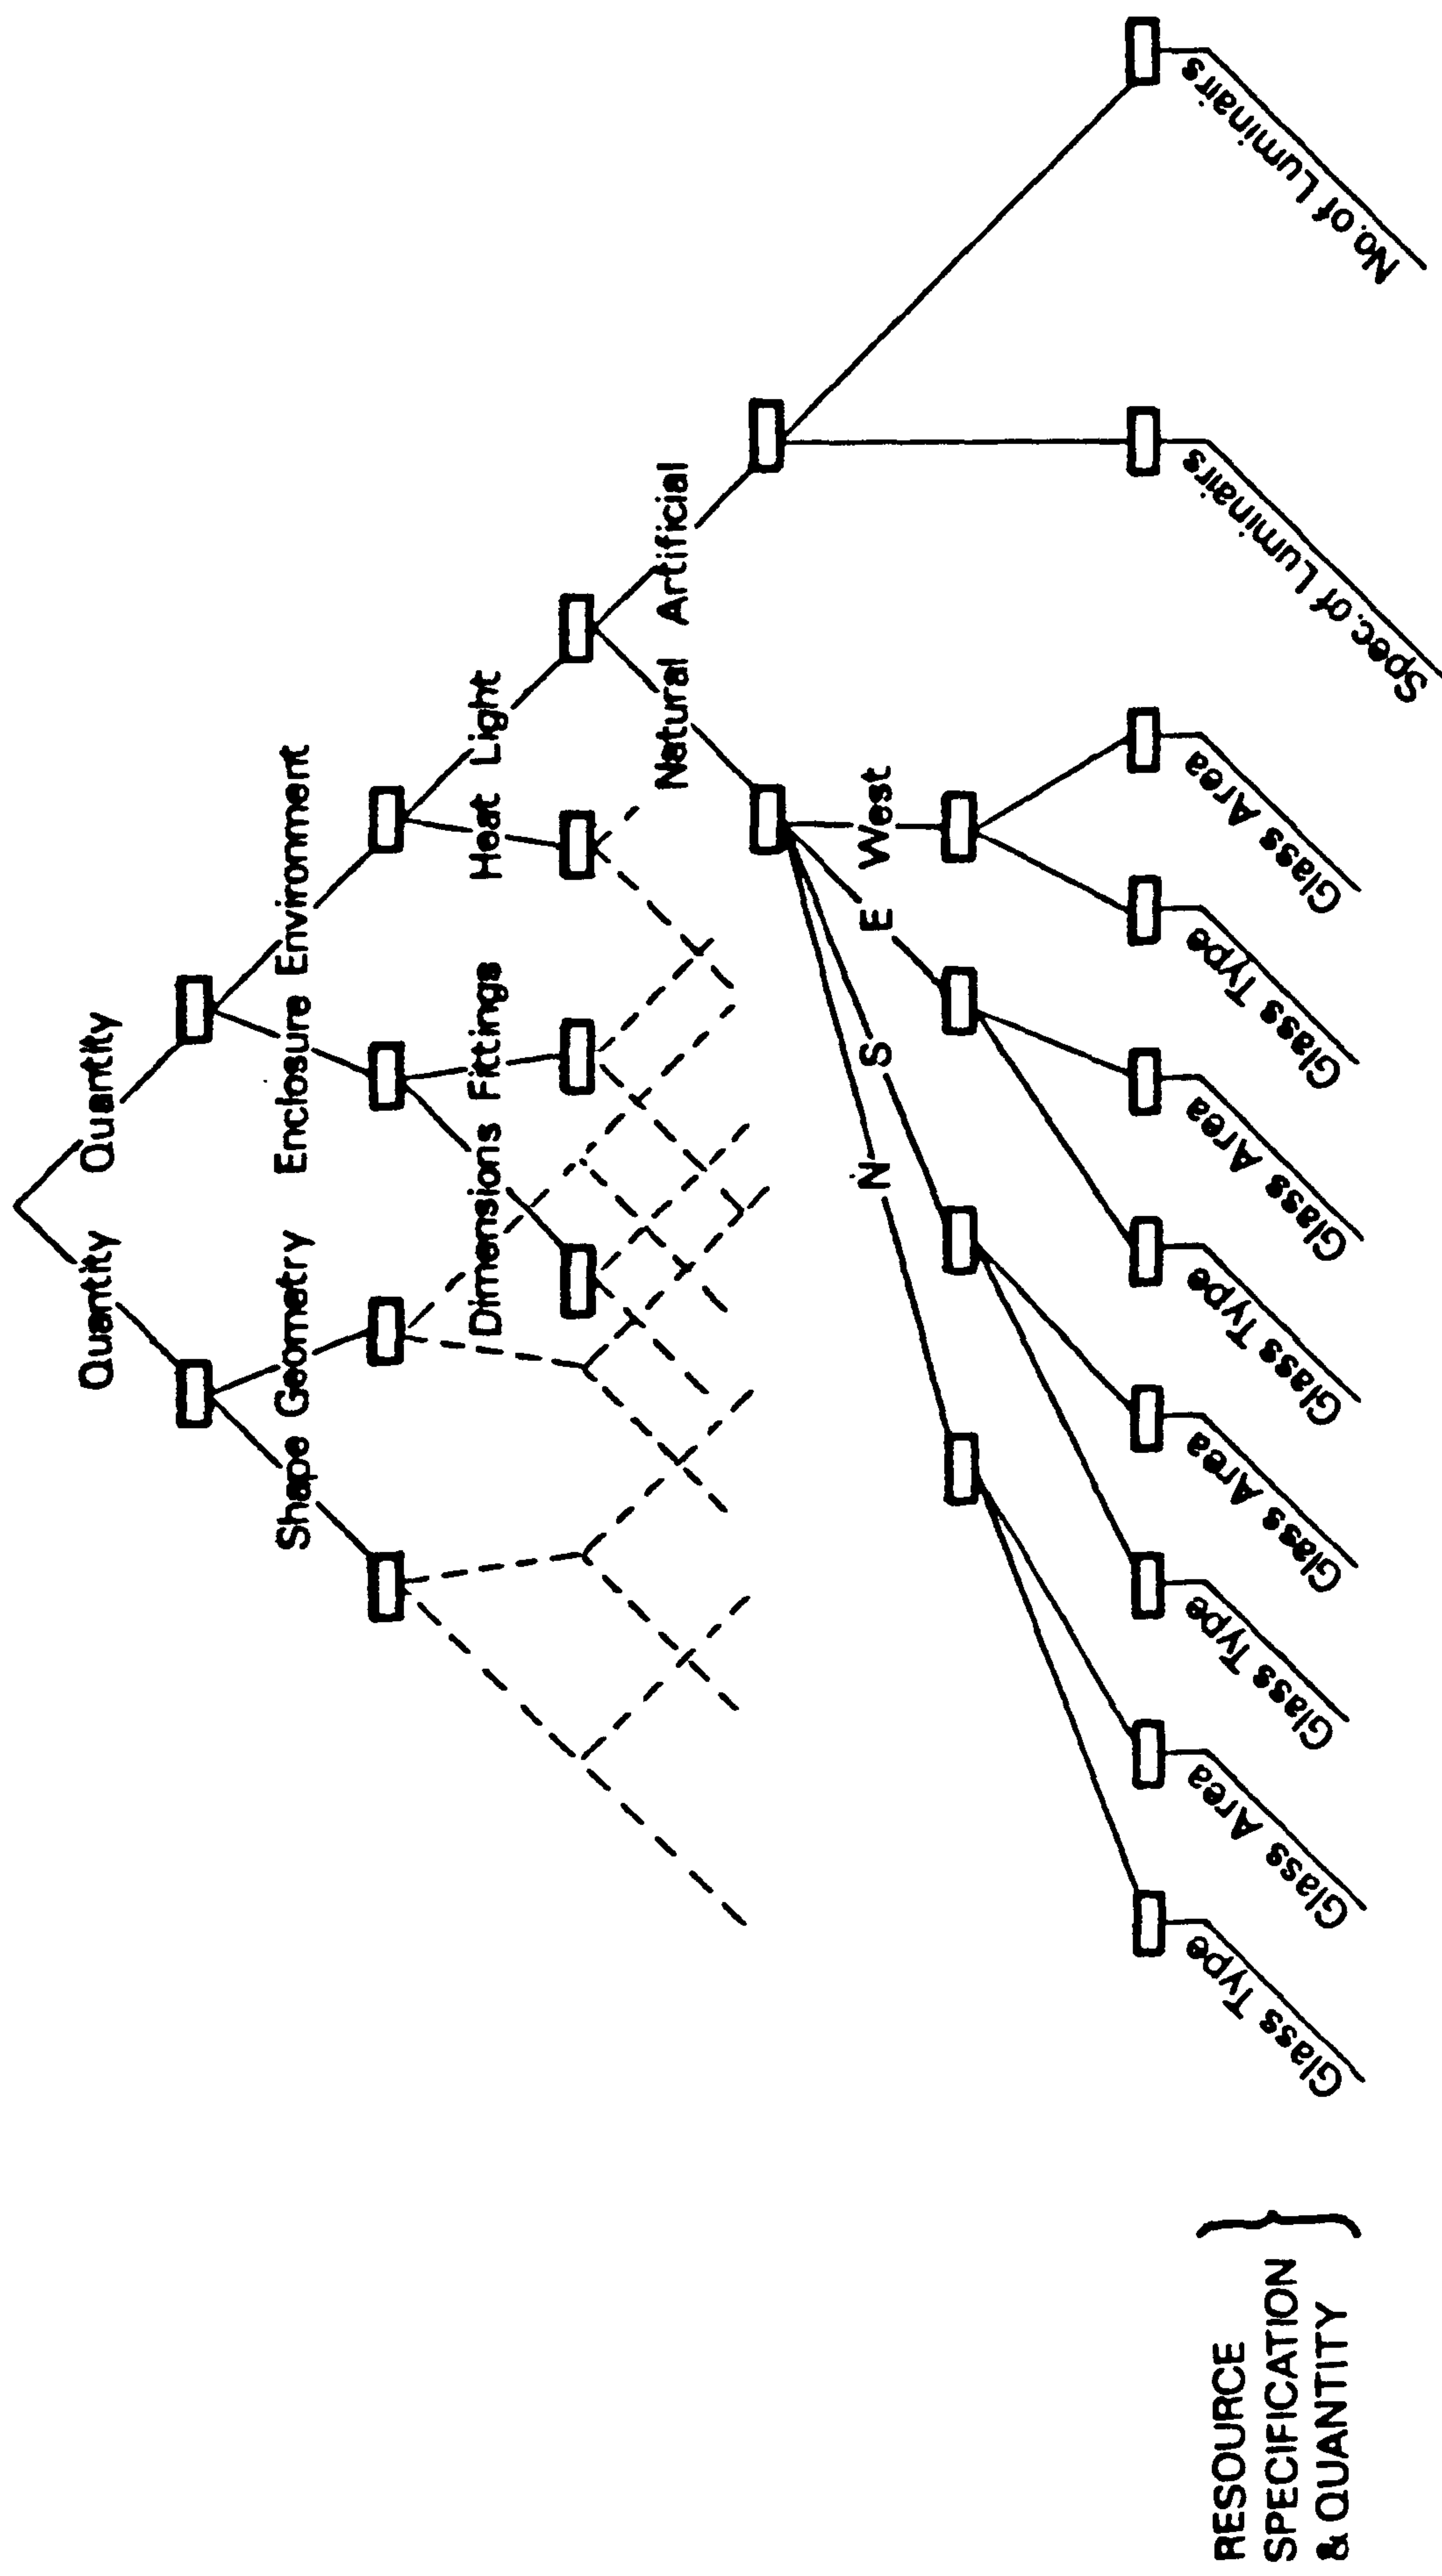 Quantity Quantity
Shape Geometry Enclosure Environment
Dimensions Fittings Heat Light
Natural Artificial
N S E West
Glass Type
Glass Area
Glass Type
Glass Area
Glass Type
Glass Area
Glass Type
Glass Area
Spec. of Luminairs
No. of Luminairs
RESOURCE
SPECIFICATION
& QUANTITY